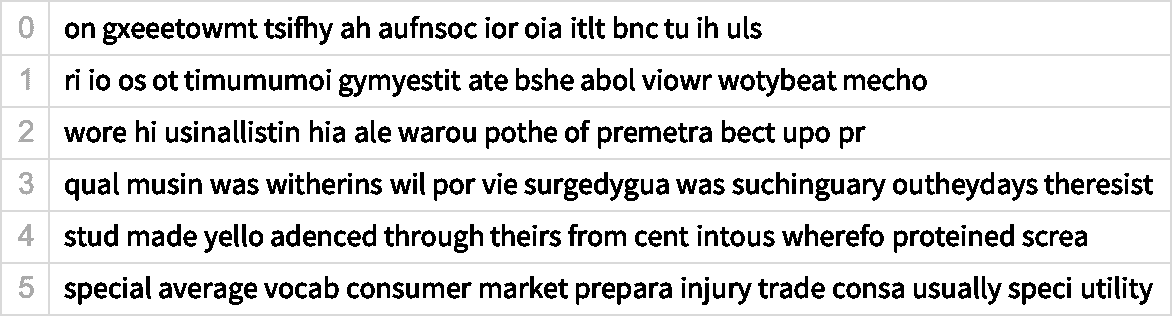 0 on gxeeetowmt tsifhy ah aufnsoc ior oia itlt bnc tu ih uls
1 ri io os ot timumumoi gymyestit ate bshe abol viowr wotybeat mecho
2 wore hi usinallistin hia ale warou pothe of premetra bect upo pr
3 qual musin was witherins wil por vie surgedygua was suchinguary outheydays theresist
4 stud made yello adenced through theirs from cent intous wherefo proteined screa
5 special average vocab consumer market prepara injury trade consa usually speci utility